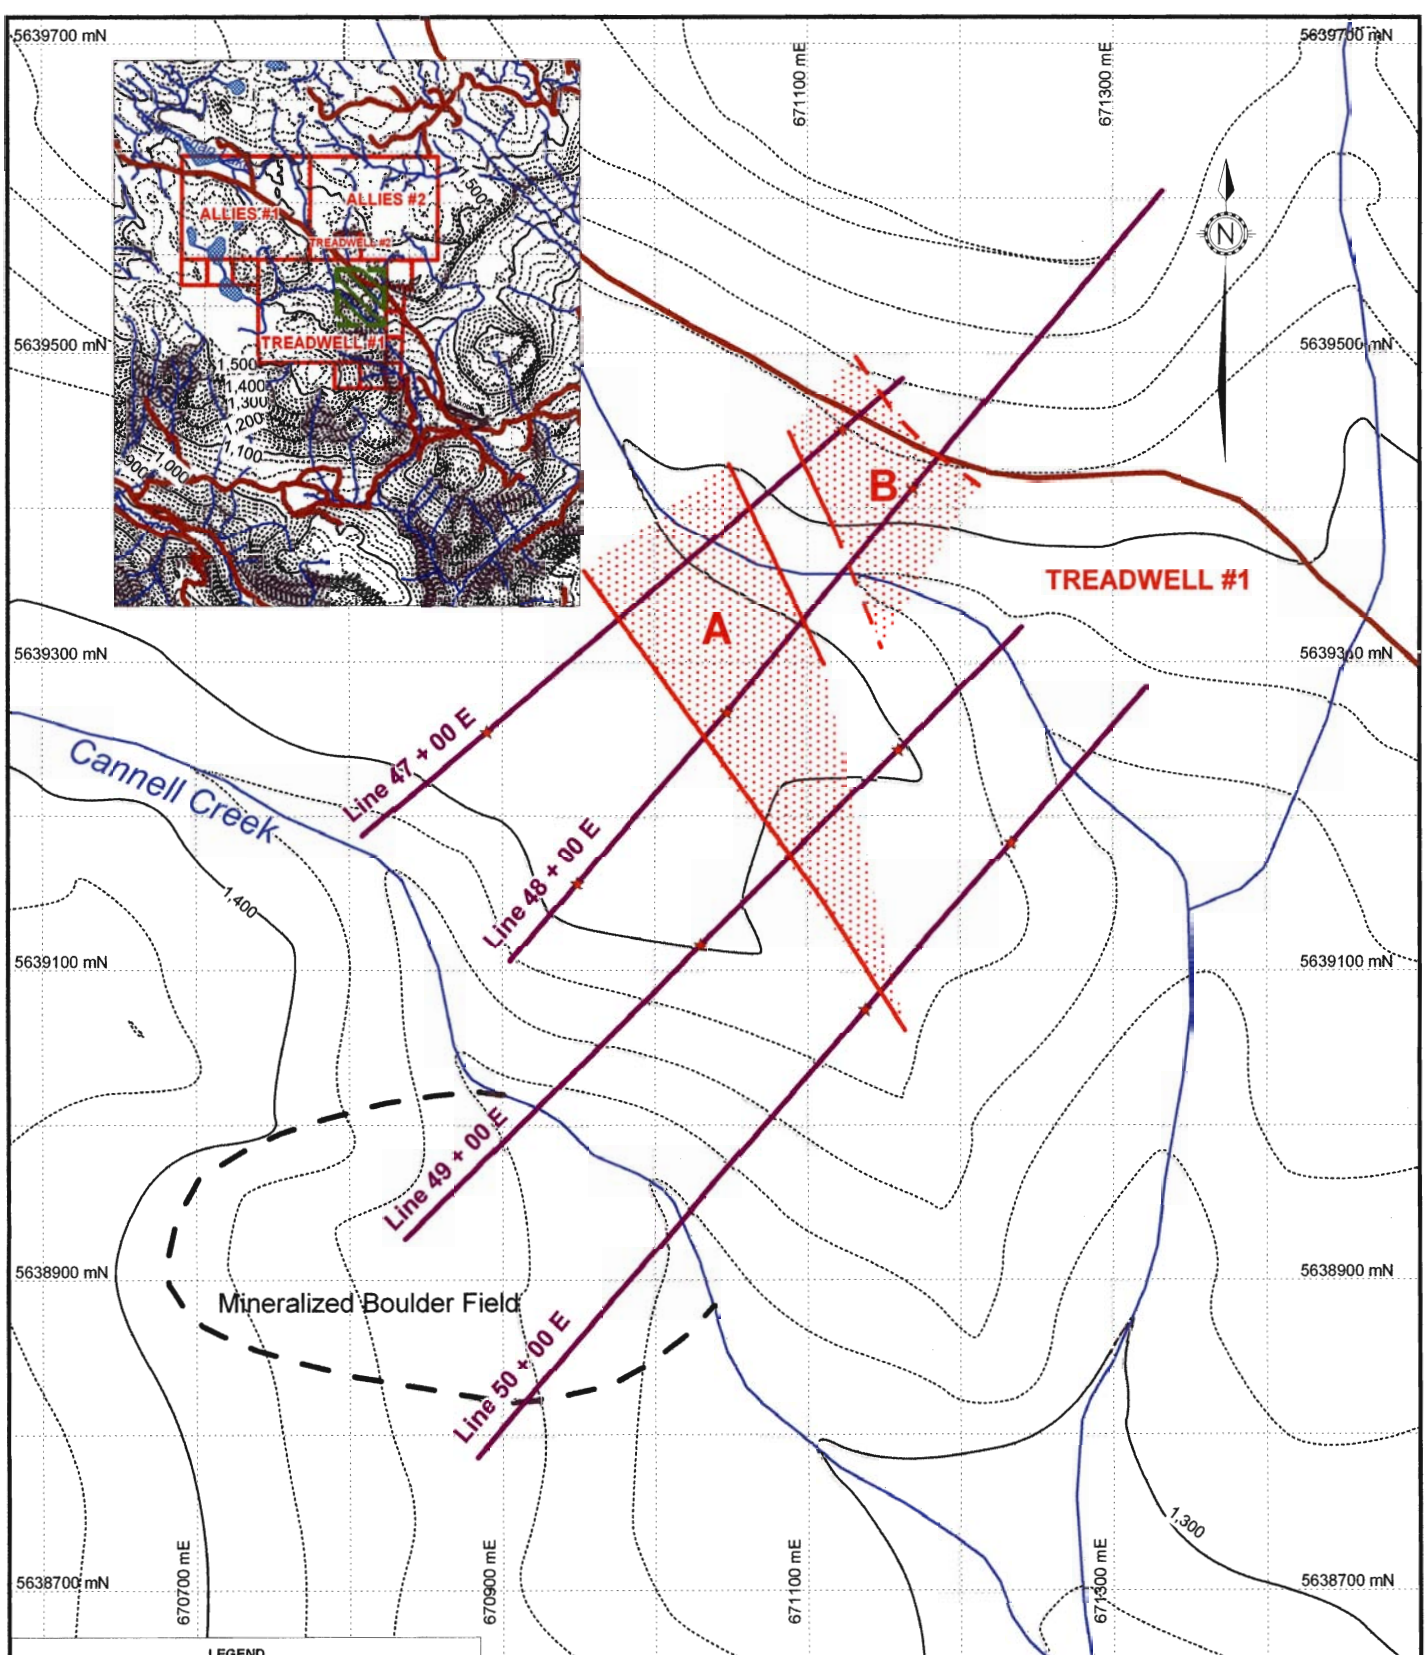 5639700 mN
5639700 mN
671100 mE
671300 mE
1,500
ALLIES #1
ALLIES #2
TREADWELL #2
N
5639500 mN
TREADWELL #1
1,500
1,400
1,300
1,200
1,100
1,000
900
B
TREADWELL #1
A
5639300 mN
5639300 mN
Line 47 + 00 E
Cannell Creek
Line 48 + 00 E
1,400
5639100 mN
5639100 mN
Line 49 + 00 E
5638900 mN
5638900 mN
Mineralized Boulder Field
Line 50 + 00 E
1,300
670700 mE
670900 mE
671100 mE
671300 mE
5638700 mN
5638700 mN
LEGEND